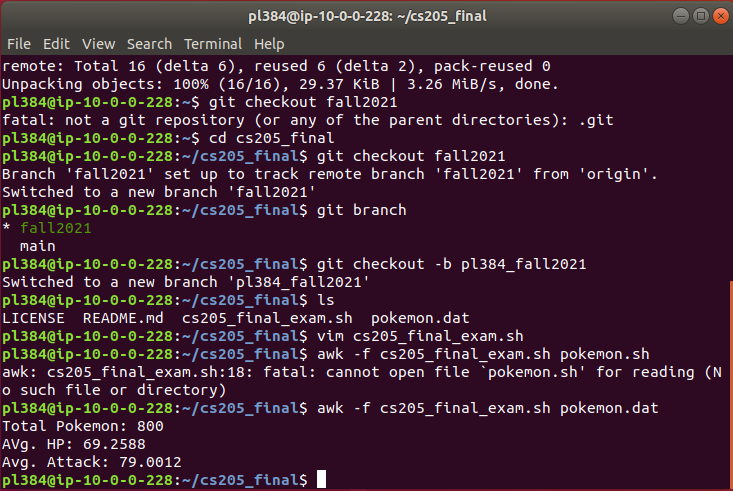 pl384@ip-10-0-0-228: ~/cs205_final
File Edit View Search Terminal Help
remote: Total 16 (delta 6), reused 6 (delta 2), pack-reused 0
Unpacking objects: 100% (16/16), 29.37 KiB | 3.26 MiB/s, done.
pl384@ip-10-0-0-228:~$ git checkout fall2021
fatal: not a git repository (or any of the parent directories): .git
pl384@ip-10-0-0-228:~$ cd cs205_final
pl384@ip-10-0-0-228:~/cs205_final$ git checkout fall2021
Branch 'fall2021' set up to track remote branch 'fall2021' from 'origin'.
Switched to a new branch 'fall2021'
pl384@ip-10-0-0-228:~/cs205_final$ git branch
* fall2021
  main
pl384@ip-10-0-0-228:~/cs205_final$ git checkout -b pl384_fall2021
Switched to a new branch 'pl384_fall2021'
pl384@ip-10-0-0-228:~/cs205_final$ ls
LICENSE  README.md  cs205_final_exam.sh  pokemon.dat
pl384@ip-10-0-0-228:~/cs205_final$ vim cs205_final_exam.sh
pl384@ip-10-0-0-228:~/cs205_final$ awk -f cs205_final_exam.sh pokemon.sh
awk: cs205_final_exam.sh:18: fatal: cannot open file `pokemon.sh' for reading (N
o such file or directory)
pl384@ip-10-0-0-228:~/cs205_final$ awk -f cs205_final_exam.sh pokemon.dat
Total Pokemon: 800
AVg. HP: 69.2588
Avg. Attack: 79.0012
pl384@ip-10-0-0-228:~/cs205_final$